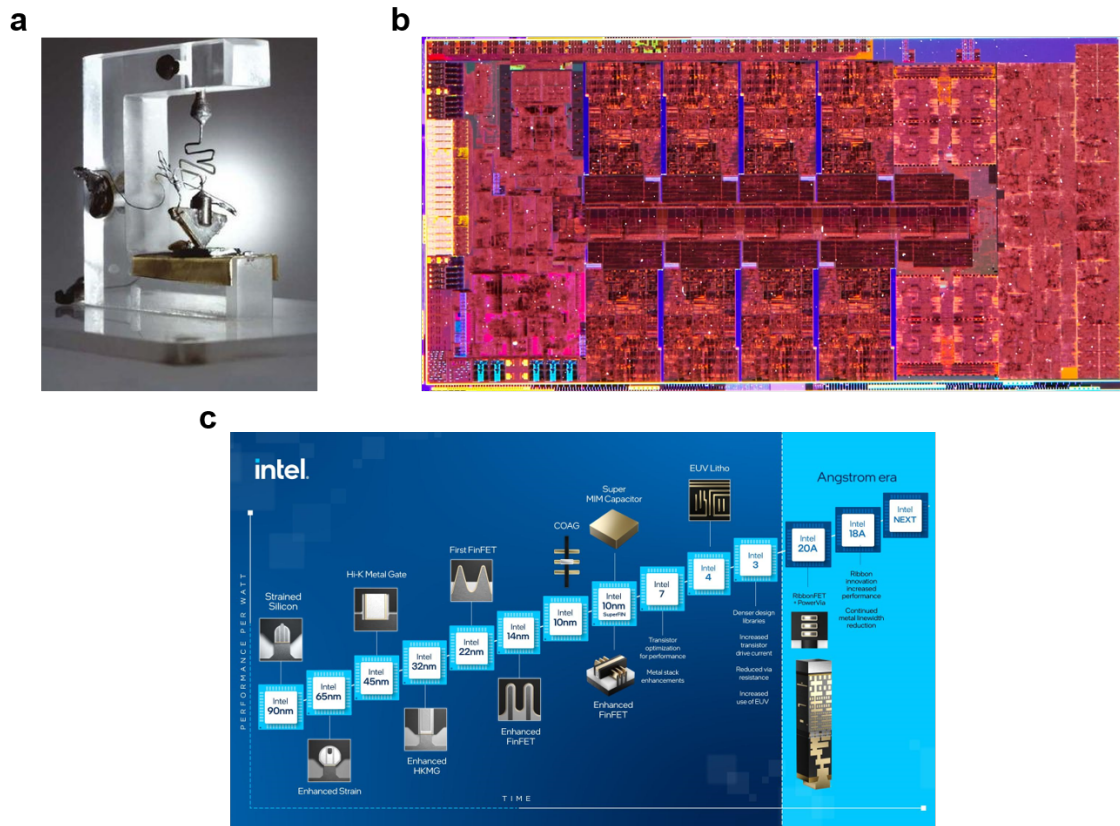 a
b
c
intel.
Angstrom era
EUV Litho
Super
MIM Capacitor
COAG
First FinFET
Hi-K Metal Gate
Strained
Silicon
Intel
90nm
Intel
65nm
Intel
45nm
Intel
32nm
Intel
22nm
Intel
14nm
Intel
10nm
Intel
10nm
SuperFIN
Intel
7
Intel
4
Intel
3
Intel
20A
Intel
18A
Intel
NEXT
Enhanced Strain
Enhanced
HKMG
Enhanced
FinFET
Enhanced
FinFET
Transistor
optimization
for performance
Metal stack
enhancements
Denser design
libraries
Increased
transistor
drive current
Reduced via
resistance
Increased
use of EUV
RibbonFET
+ PowerVia
Ribbon
innovation
increased
performance
Continued
metal linewidth
reduction
PERFORMANCE PER WATT
TIME